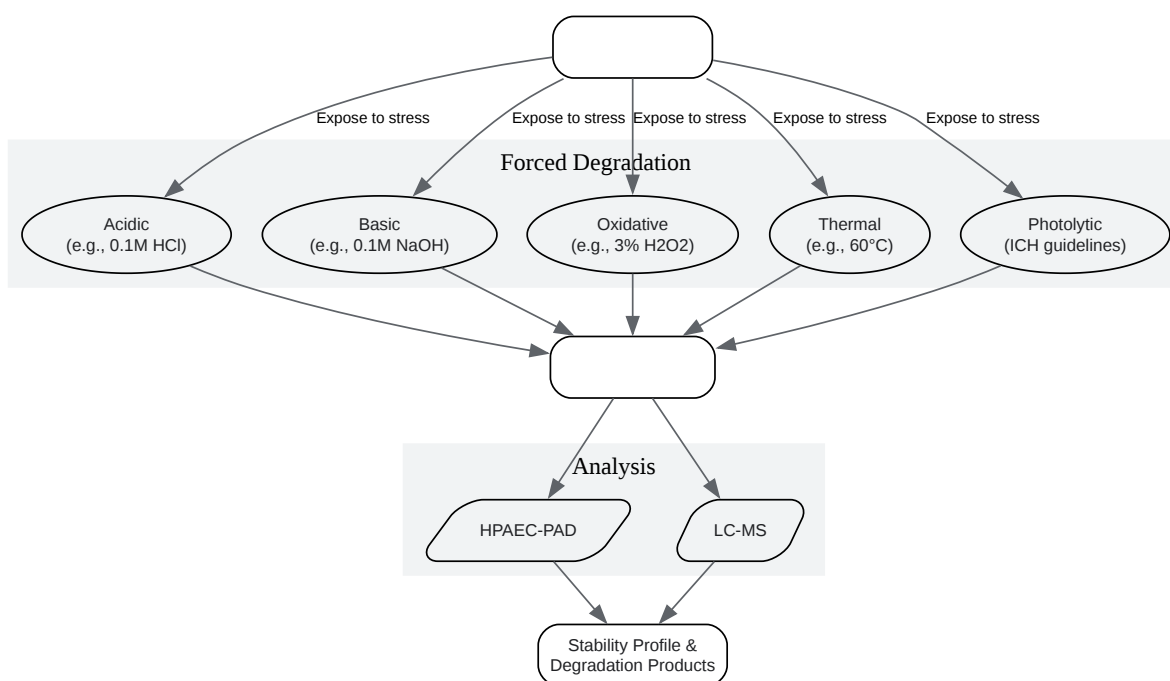 Expose to stress
Expose to stress
Expose to stress
Expose to stress
Expose to stress
Forced Degradation
Acidic
(e.g., 0.1M HCl)
Basic
(e.g., 0.1M NaOH)
Oxidative
(e.g., 3% H2O2)
Thermal
(e.g., 60°C)
Photolytic
(ICH guidelines)
Analysis
HPAEC-PAD
LC-MS
Stability Profile &
Degradation Products